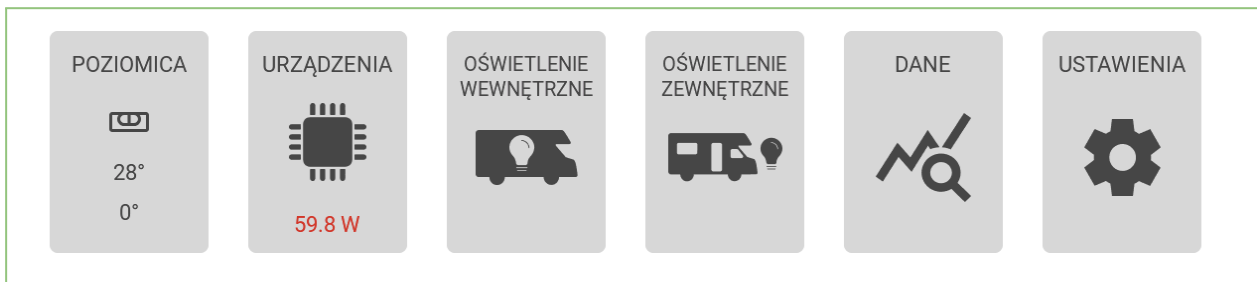 POZIOMICA
28°
0°
URZĄDZENIA
59.8 W
OŚWIETLENIE
WEWNĘTRZNE
OŚWIETLENIE
ZEWNĘTRZNE
DANE
USTAWIENIA